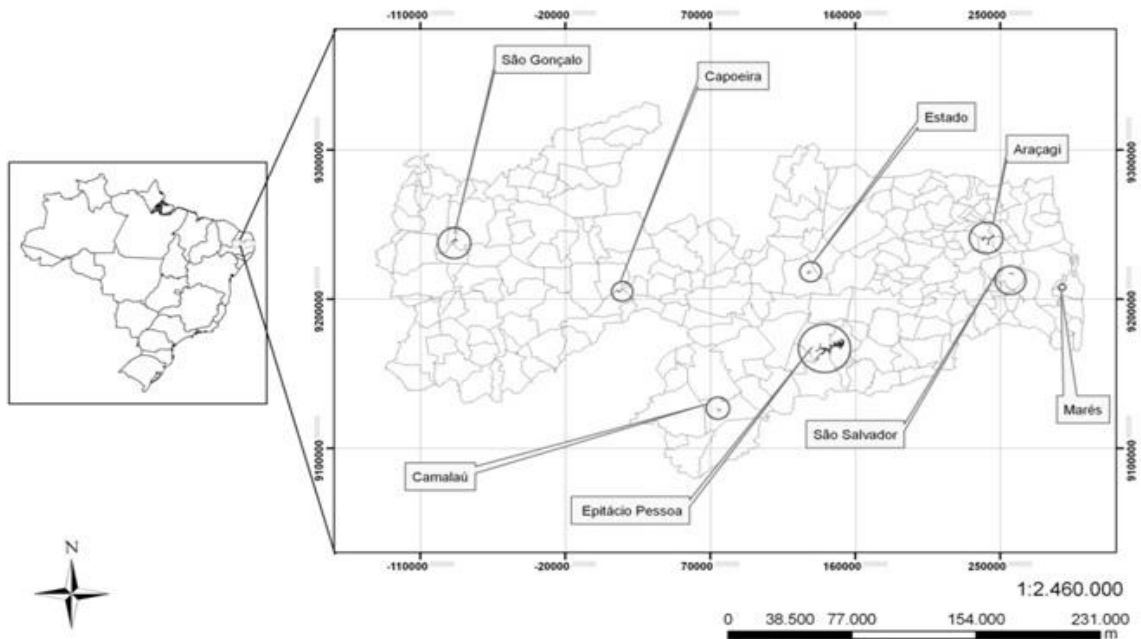 -110000 -20000 70000 160000 250000
São Gonçalo
Capoeira
Estado
Araçagi
9300000 9300000
9200000 9200000
Marés
São Salvador
9100000 9100000
Camalaú
Epitácio Pessoa
-110000 -20000 70000 160000 250000
N
1:2.460.000
0 38.500 77.000 154.000 231.000
m